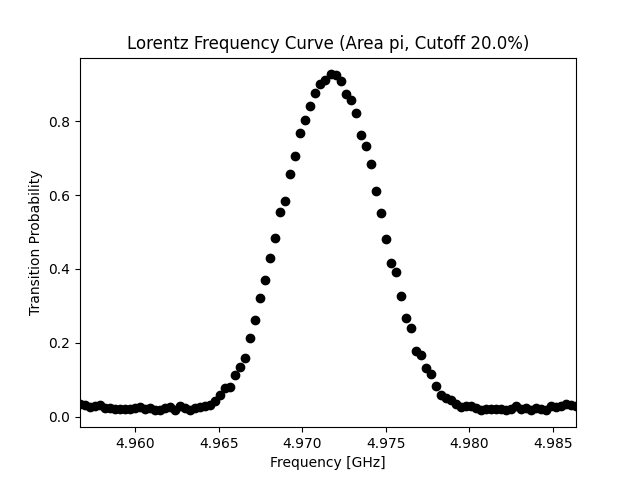 Lorentz Frequency Curve (Area pi, Cutoff 20.0%)
Transition Probability
0.8
0.6
0.4
0.2
0.0
4.960 4.965 4.970 4.975 4.980 4.985
Frequency [GHz]